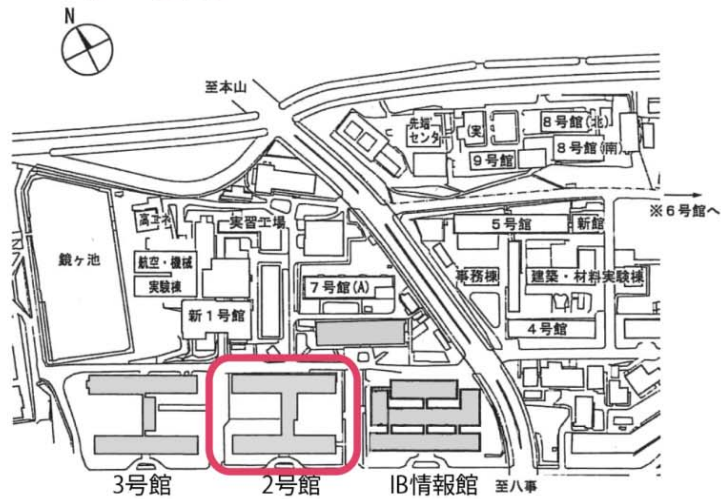 N
至本山
先端
センタ
(実)
8号館(北)
8号館(南)
9号館
※6号館へ
高エネ
実習工場
5号館
新館
鏡ヶ池
航空・機械
実験棟
7号館(A)
事務棟
建築・材料実験棟
新1号館
4号館
3号館
2号館
IB情報館
至八事